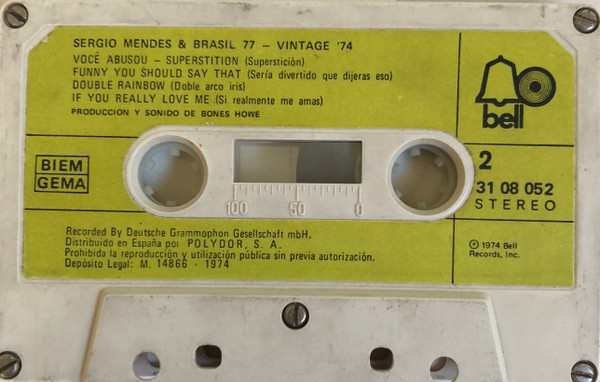 SERGIO MENDES & BRASIL 77 – VINTAGE '74
VOCÊ ABUSOU – SUPERSTITION (Superstición)
FUNNY YOU SHOULD SAY THAT (Sería divertido que dijeras eso)
DOUBLE RAINBOW (Doble arco iris)
IF YOU REALLY LOVE ME (Si realmente me amas)
PRODUCCION Y SONIDO DE BONES HOWE
bell
BIEM
GEMA
2
31 08 052
STEREO
100 50 0
Recorded By Deutsche Grammophon Gesellschaft mbH.
Distribuido en España por POLYDOR, S. A.
Prohibida la reproducción y utilización pública sin previa autorización.
Depósito Legal: M. 14866 - 1974
℗ 1974 Bell
Records, Inc.